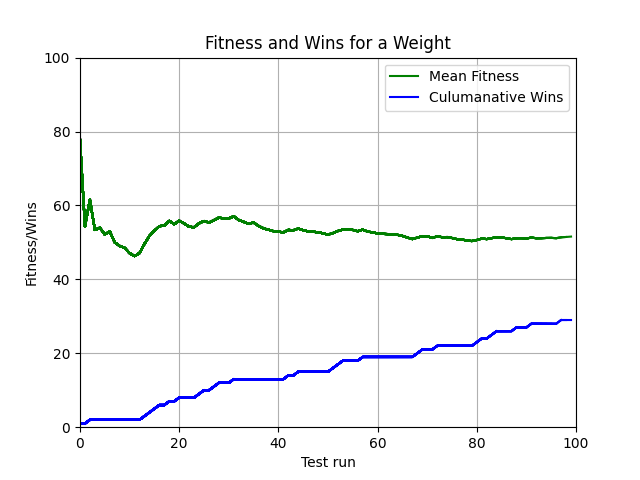 Fitness and Wins for a Weight
Mean Fitness
Culumanative Wins
Fitness/Wins
100
80
60
40
20
0
0 20 40 60 80 100
Test run